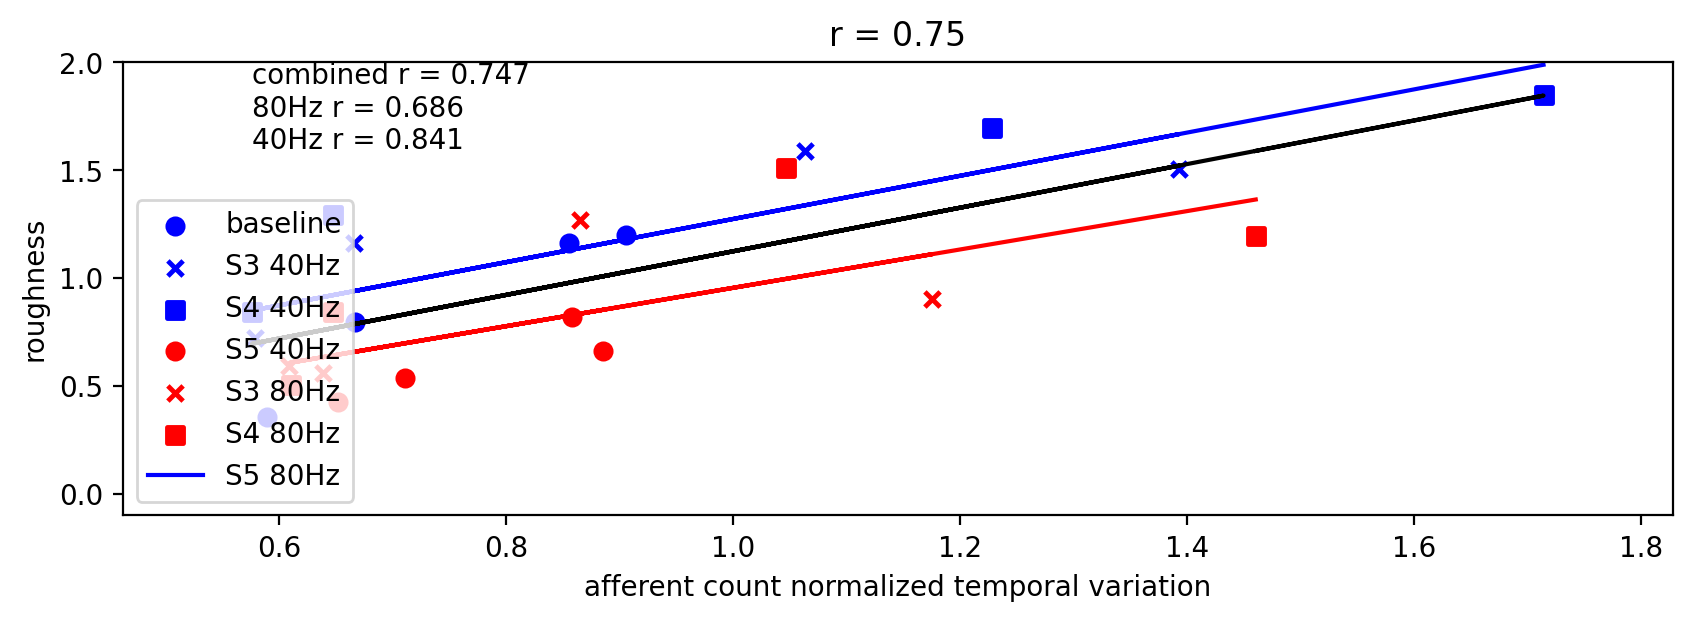 r = 0.75
combined r = 0.747
80Hz r = 0.686
40Hz r = 0.841
roughness
2.0
1.5
1.0
0.5
0.0
baseline
S3 40Hz
S4 40Hz
S5 40Hz
S3 80Hz
S4 80Hz
S5 80Hz
0.6 0.8 1.0 1.2 1.4 1.6 1.8
afferent count normalized temporal variation